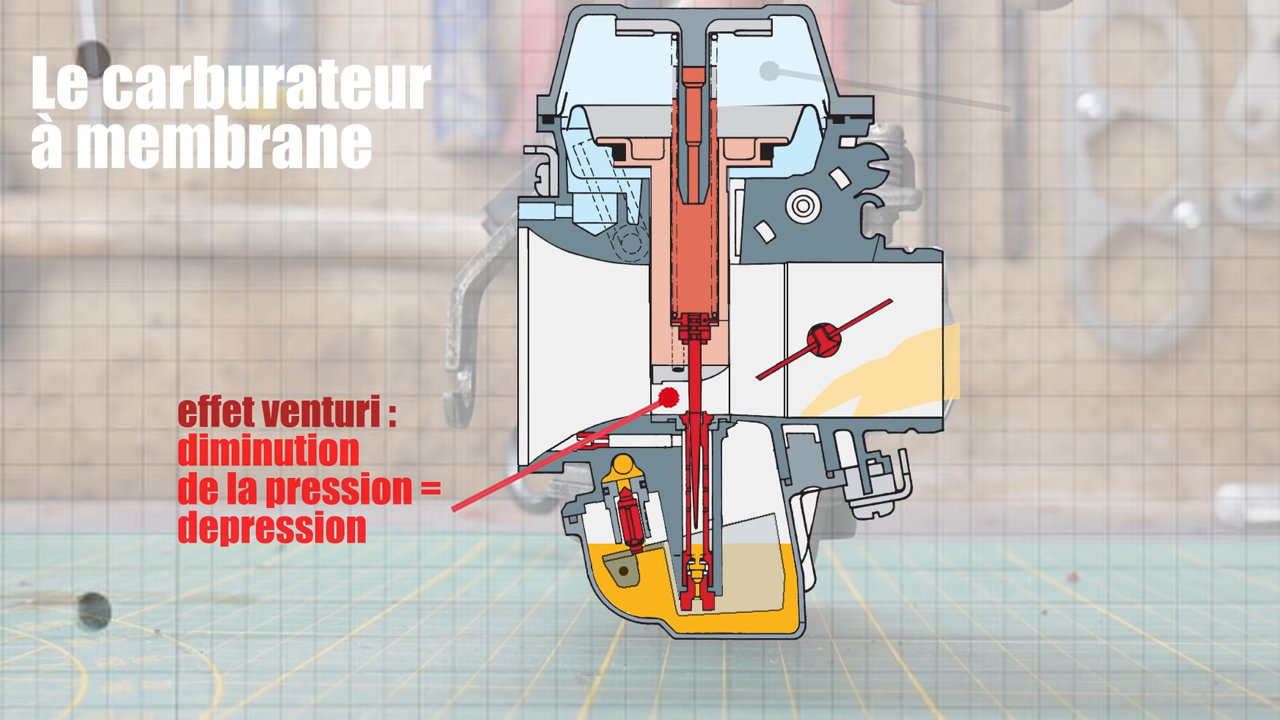 Le carburateur
à membrane
effet venturi :
diminution
de la pression =
depression